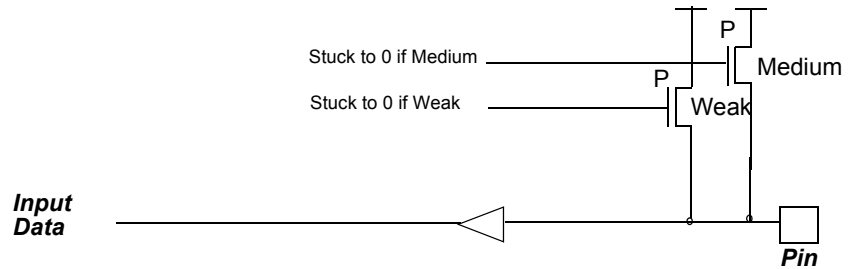 P
Stuck to 0 if Medium
Medium
P
Stuck to 0 if Weak
Weak
Input
Data
Pin